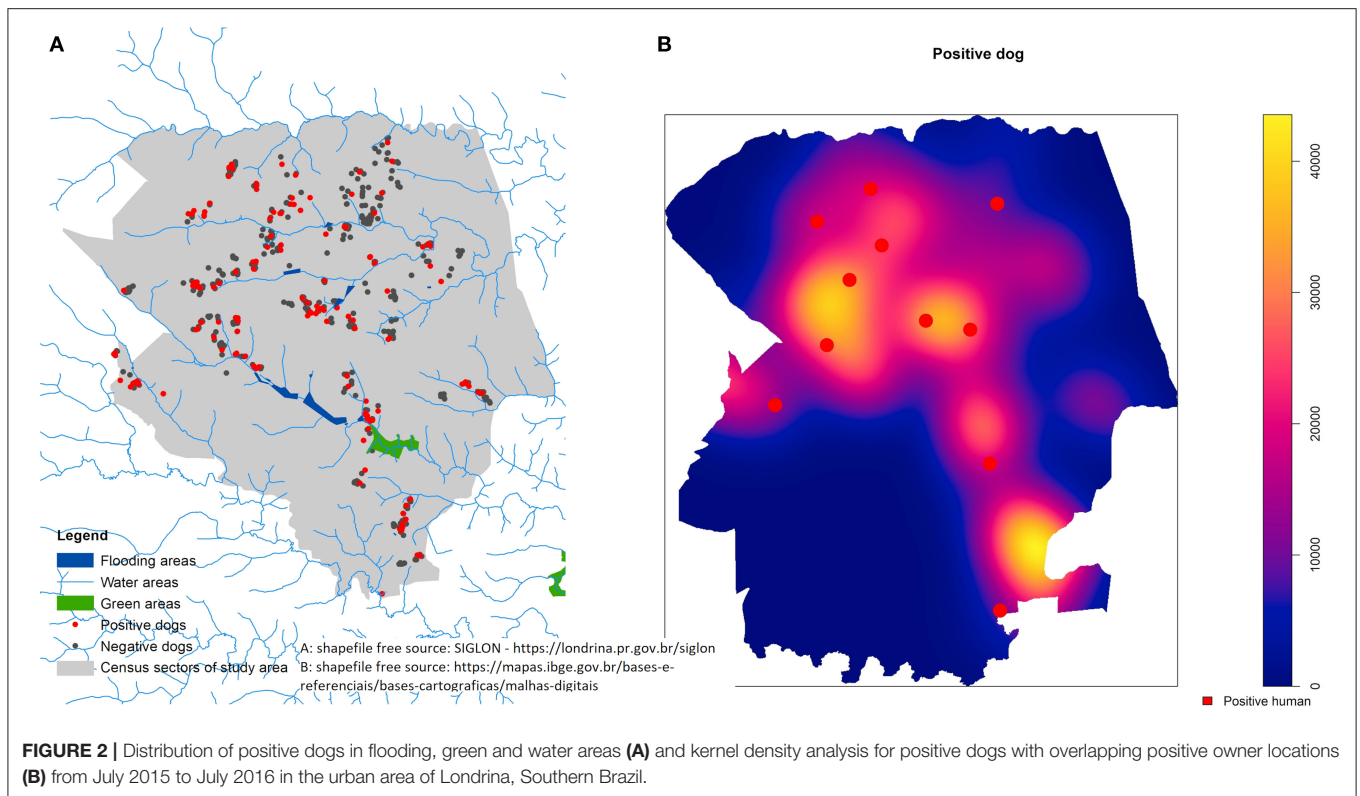 A
B
Positive dog
40000
30000
20000
10000
0
Positive human
Legend
Flooding areas
Water areas
Green areas
Positive dogs
Negative dogs
Census sectors of study area
A: shapefile free source: SIGLON - https://londrina.pr.gov.br/siglon
B: shapefile free source: https://mapas.ibge.gov.br/bases-e-
referenciais/bases-cartograficas/malhas-digitais
FIGURE 2 | Distribution of positive dogs in flooding, green and water areas (A) and kernel density analysis for positive dogs with overlapping positive owner locations
(B) from July 2015 to July 2016 in the urban area of Londrina, Southern Brazil.